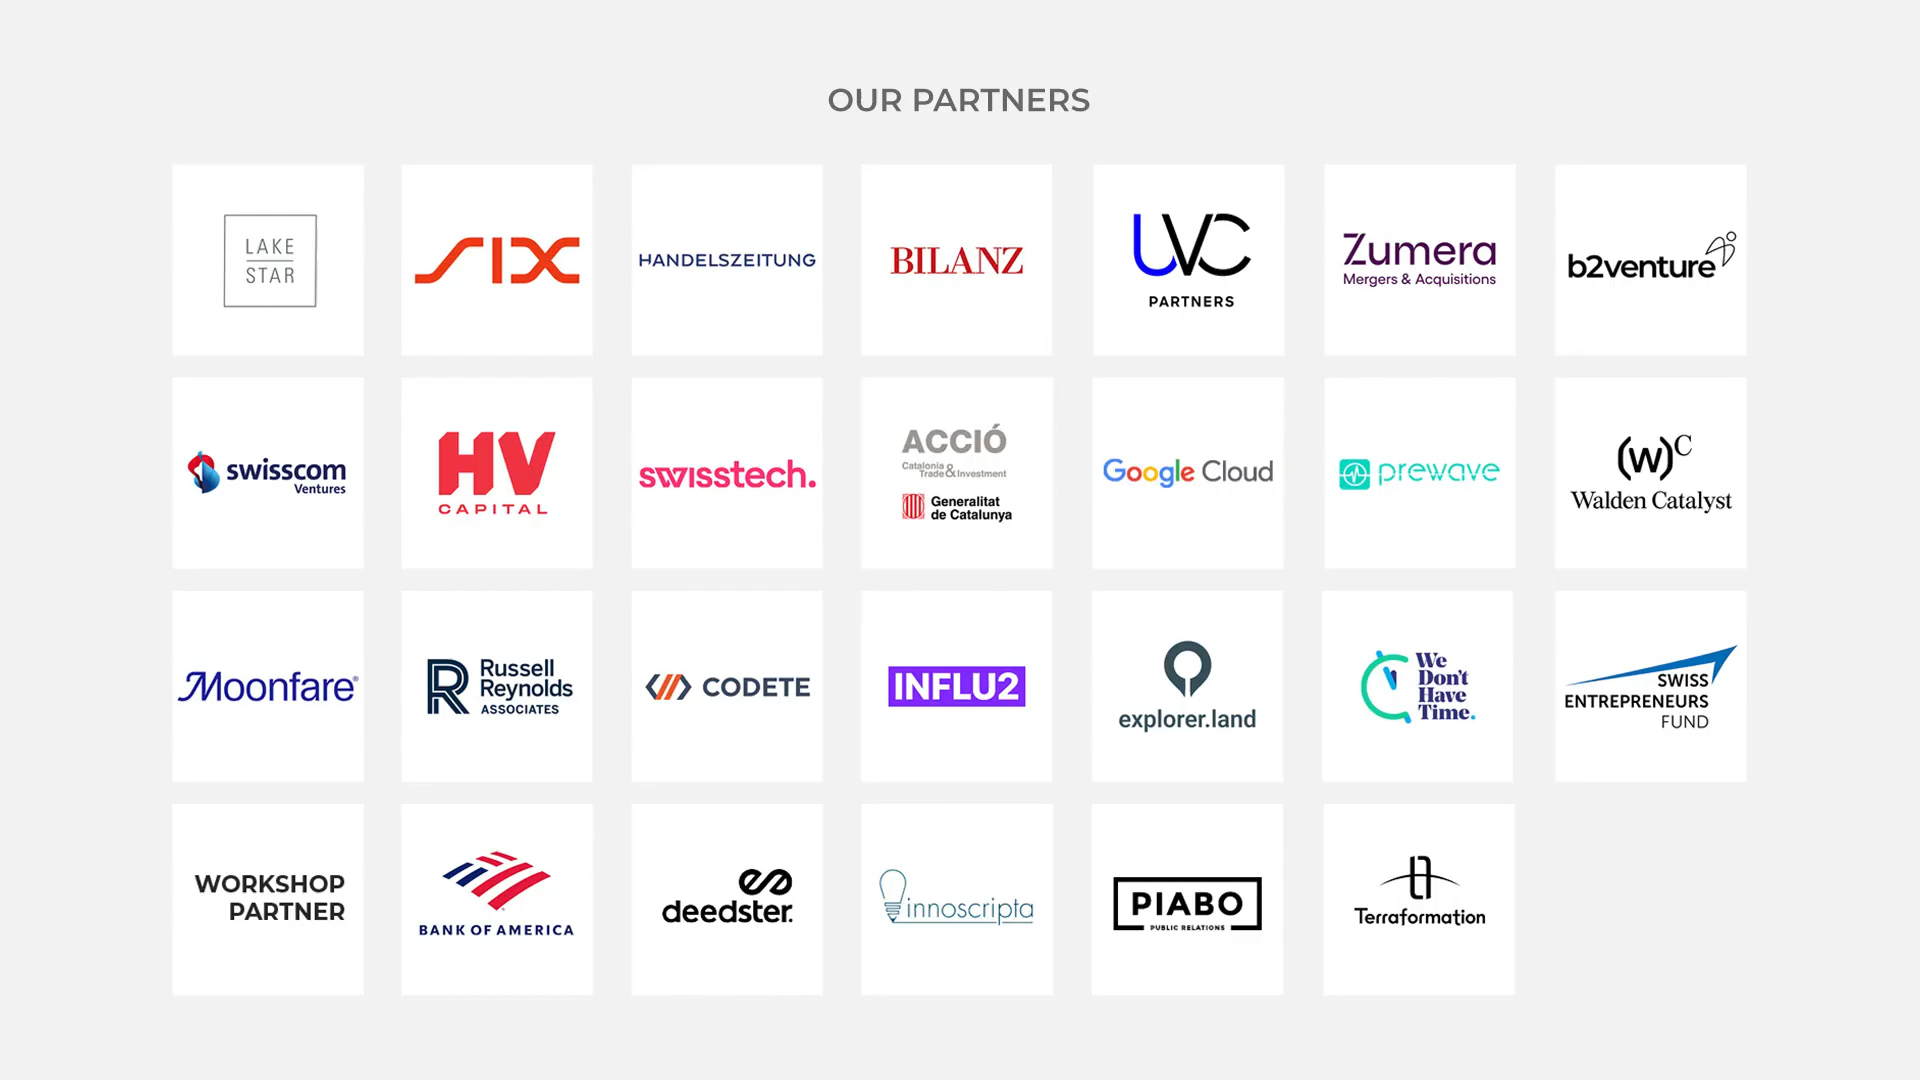 OUR PARTNERS
LAKE
STAR
SIX
HANDELSZEITUNG
BILANZ
UVC
PARTNERS
Zumera
Mergers & Acquisitions
b2venture
swisscom
Ventures
HV
CAPITAL
swisstech.
ACCIÓ
Catalonia
Trade & Investment
Generalitat
de Catalunya
Google Cloud
prewave
(W)C
Walden Catalyst
Moonfare®
R
Russell
Reynolds
ASSOCIATES
CODETE
INFLU2
explorer.land
We
Don't
Have
Time.
SWISS
ENTREPRENEURS
FUND
WORKSHOP
PARTNER
BANK OF AMERICA
deedster.
innoscripta
PIABO
PUBLIC RELATIONS
Terraformation